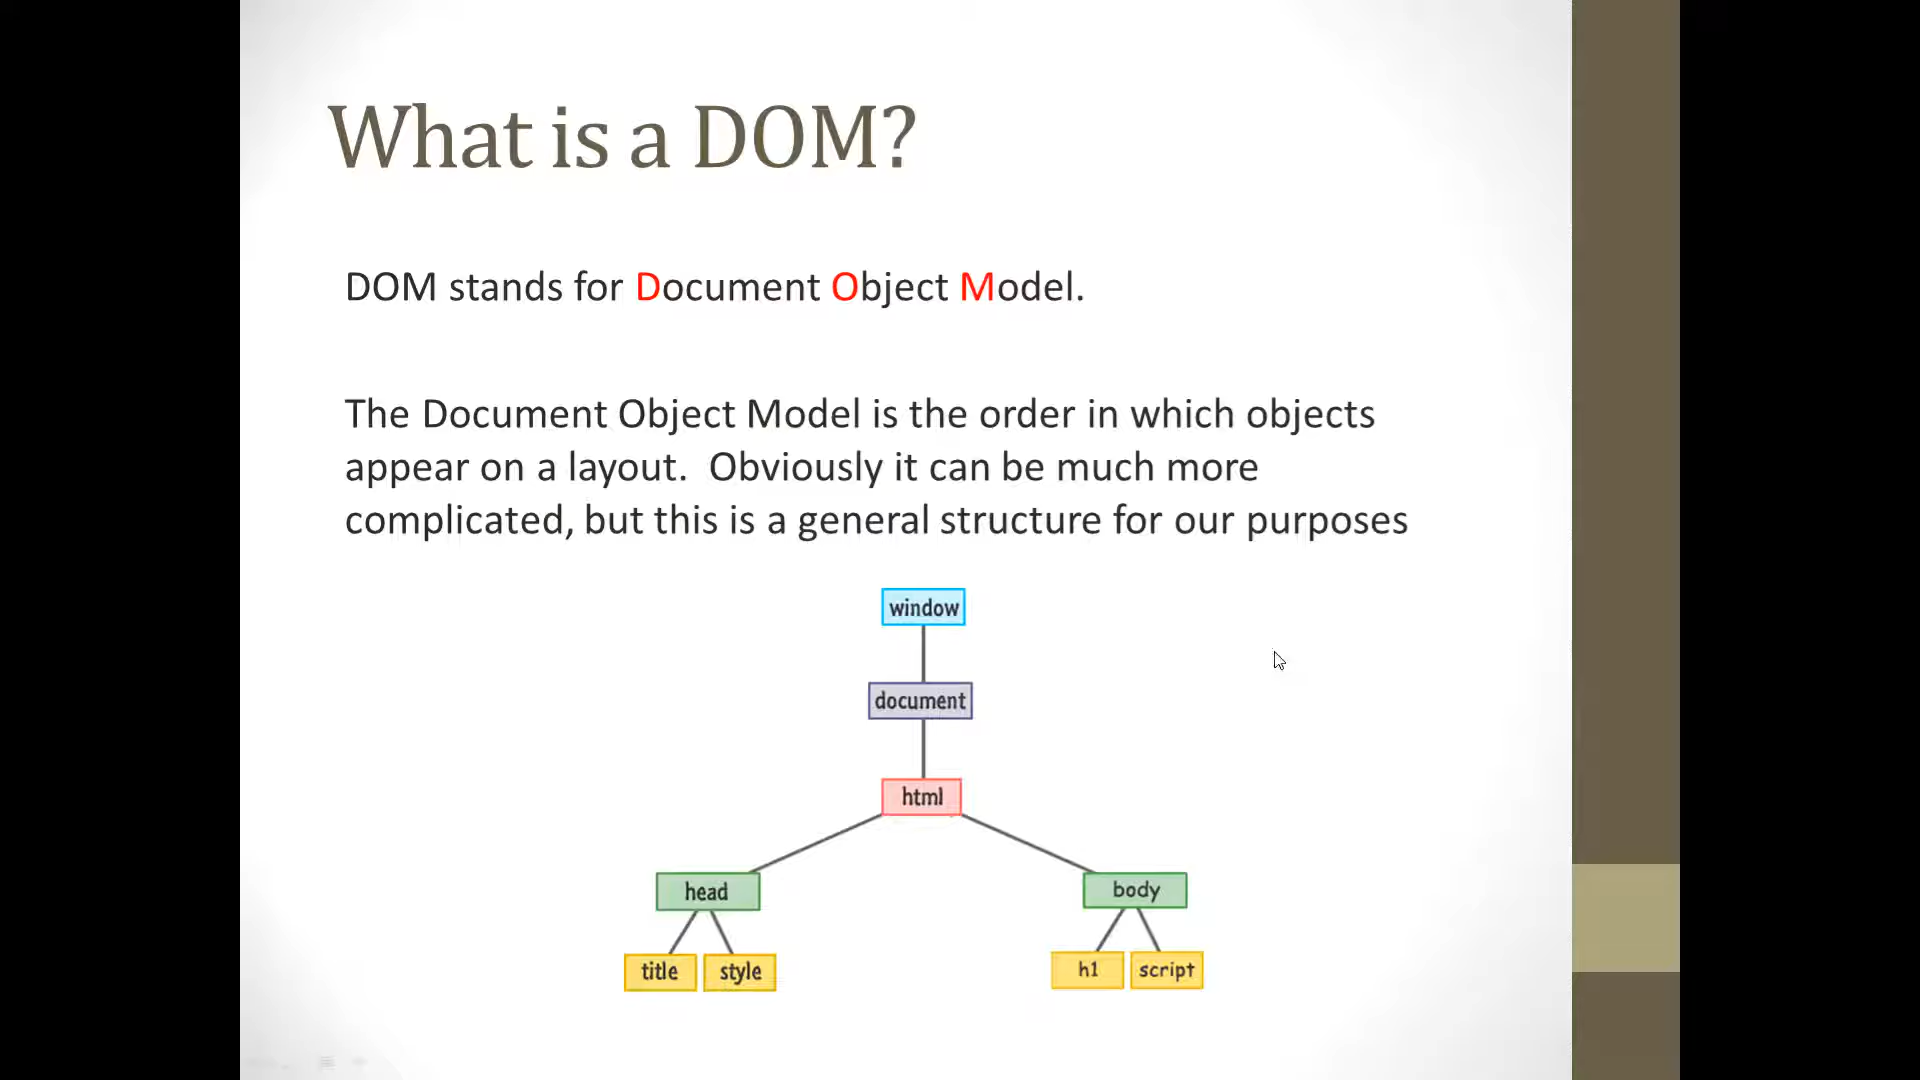 What is a DOM?
DOM stands for Document Object Model.
The Document Object Model is the order in which objects
appear on a layout.  Obviously it can be much more
complicated, but this is a general structure for our purposes
window
document
html
head body
title style h1 script